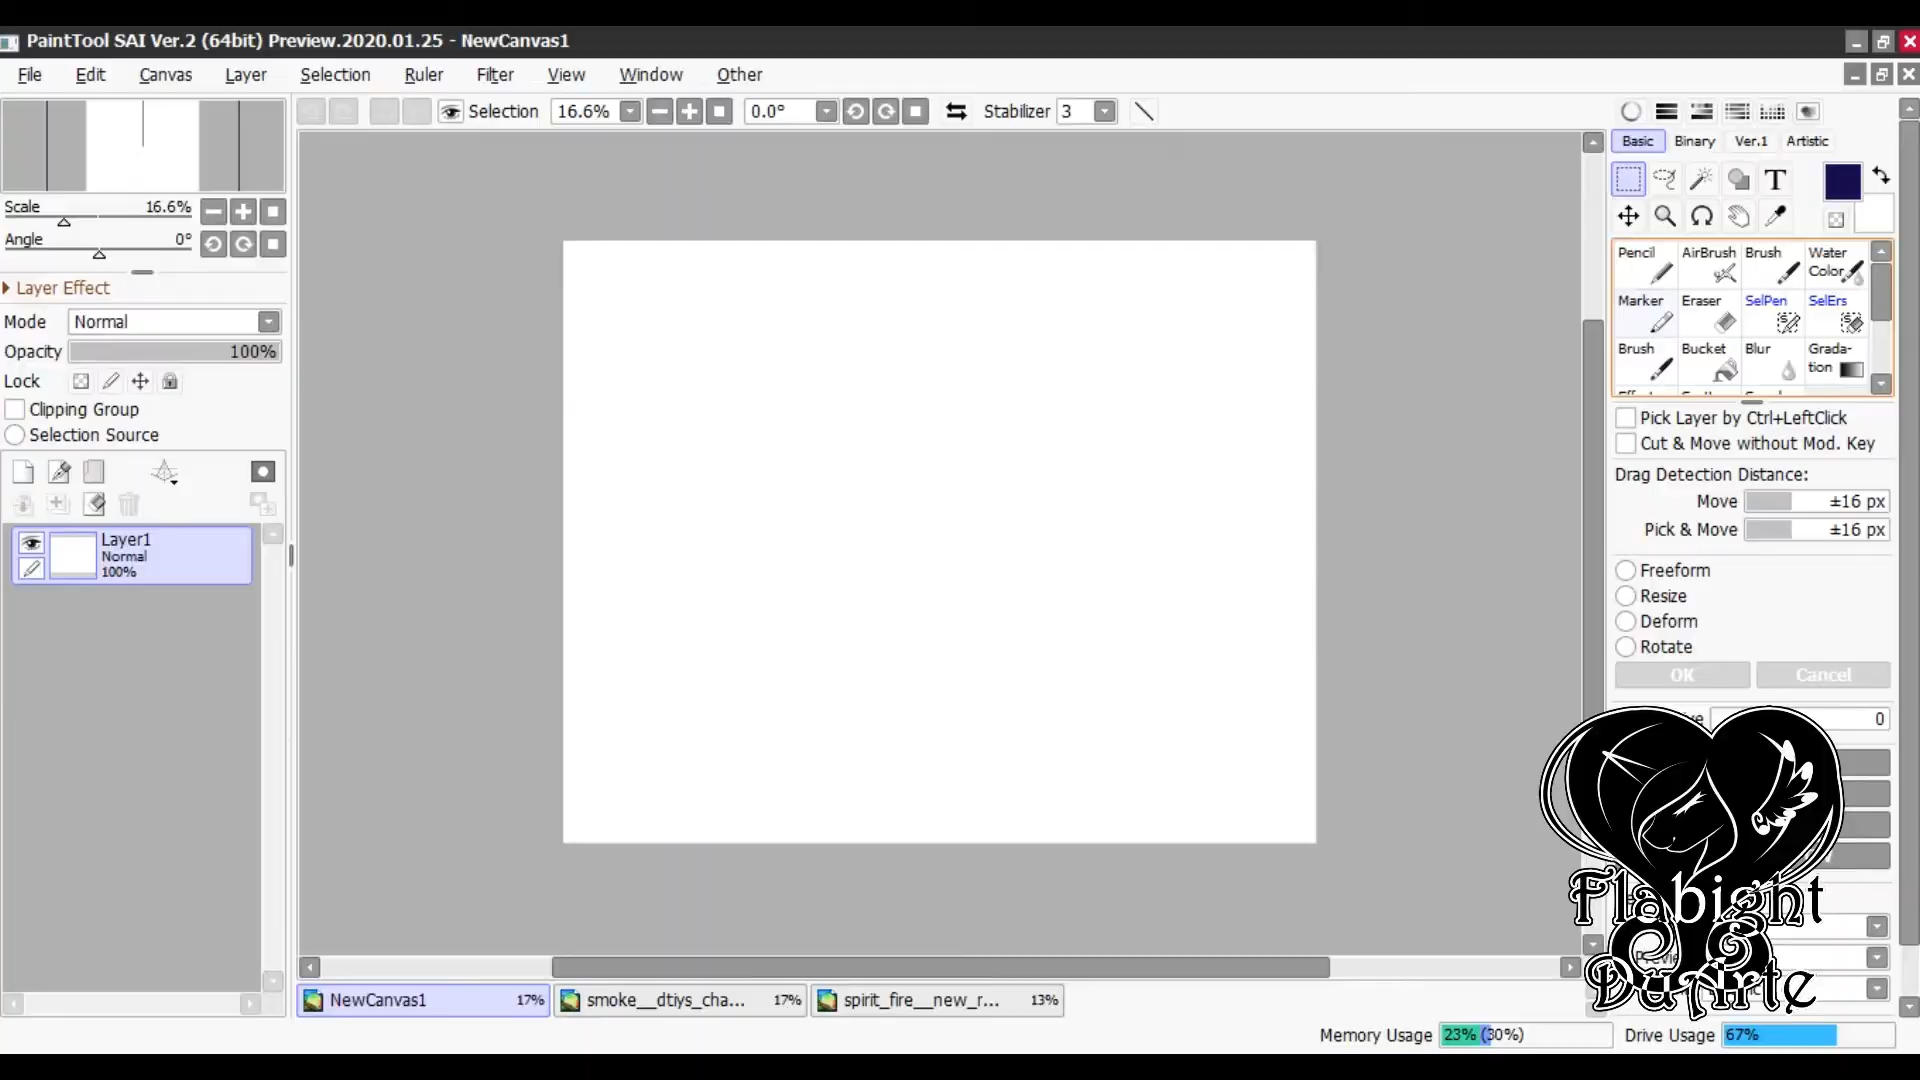 PaintTool SAI Ver.2 (64bit) Preview.2020.01.25 - NewCanvas1
File Edit Canvas Layer Selection Ruler Filter View Window Other
Selection 16.6% 0.0° Stabilizer 3
Scale 16.6%
Angle 0°
Layer Effect
Mode Normal
Opacity 100%
Lock
Clipping Group
Selection Source
Layer1
Normal
100%
Basic Binary Ver.1 Artistic
T
Pencil AirBrush Brush Water Color
Marker Eraser SelPen SelErs
Brush Bucket Blur Grada-
tion
Pick Layer by Ctrl+LeftClick
Cut & Move without Mod. Key
Drag Detection Distance:
Move ±16 px
Pick & Move ±16 px
Freeform
Resize
Deform
Rotate
OK Cancel
0
Flabight
DuArte
NewCanvas1 17% smoke__dtiys_cha... 17% spirit_fire__new_r... 13%
Memory Usage 23% (30%) Drive Usage 67%